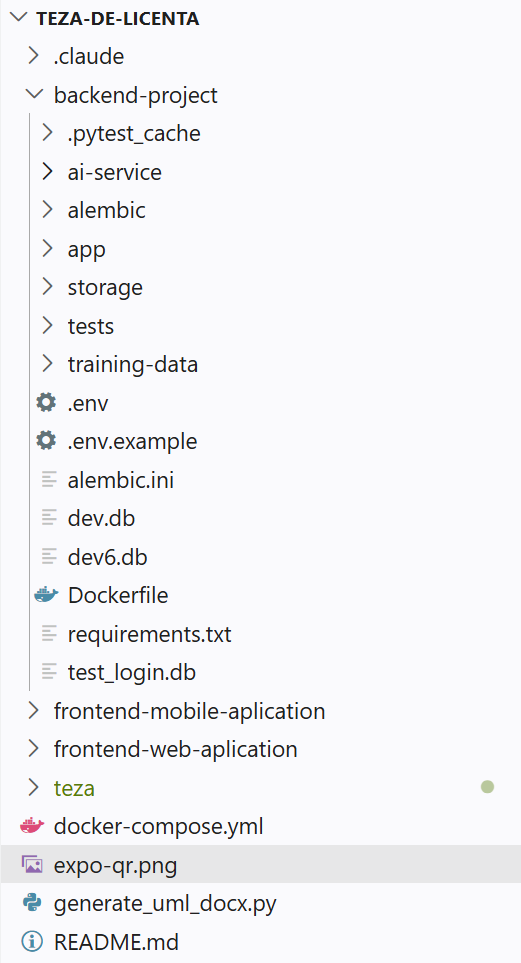 TEZA-DE-LICENTA
.claude
backend-project
.pytest_cache
ai-service
alembic
app
storage
tests
training-data
.env
.env.example
alembic.ini
dev.db
dev6.db
Dockerfile
requirements.txt
test_login.db
frontend-mobile-aplication
frontend-web-aplication
teza
docker-compose.yml
expo-qr.png
generate_uml_docx.py
README.md